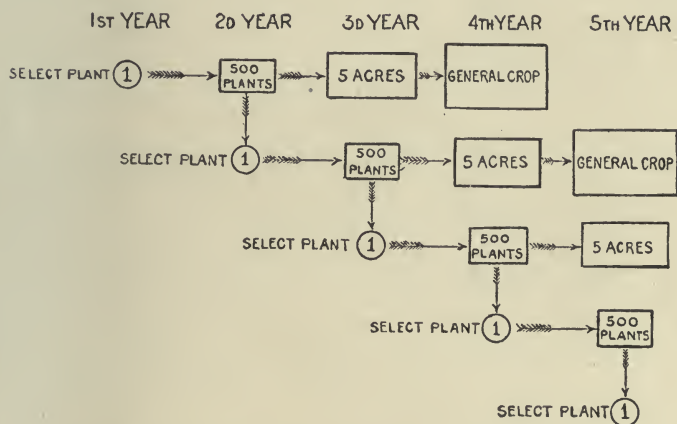 1ST YEAR 2D YEAR 3D YEAR 4TH YEAR 5TH YEAR
SELECT PLANT 1 500 PLANTS 5 ACRES GENERAL CROP
SELECT PLANT 1 500 PLANTS 5 ACRES GENERAL CROP
SELECT PLANT 1 500 PLANTS 5 ACRES
SELECT PLANT 1 500 PLANTS
SELECT PLANT 1